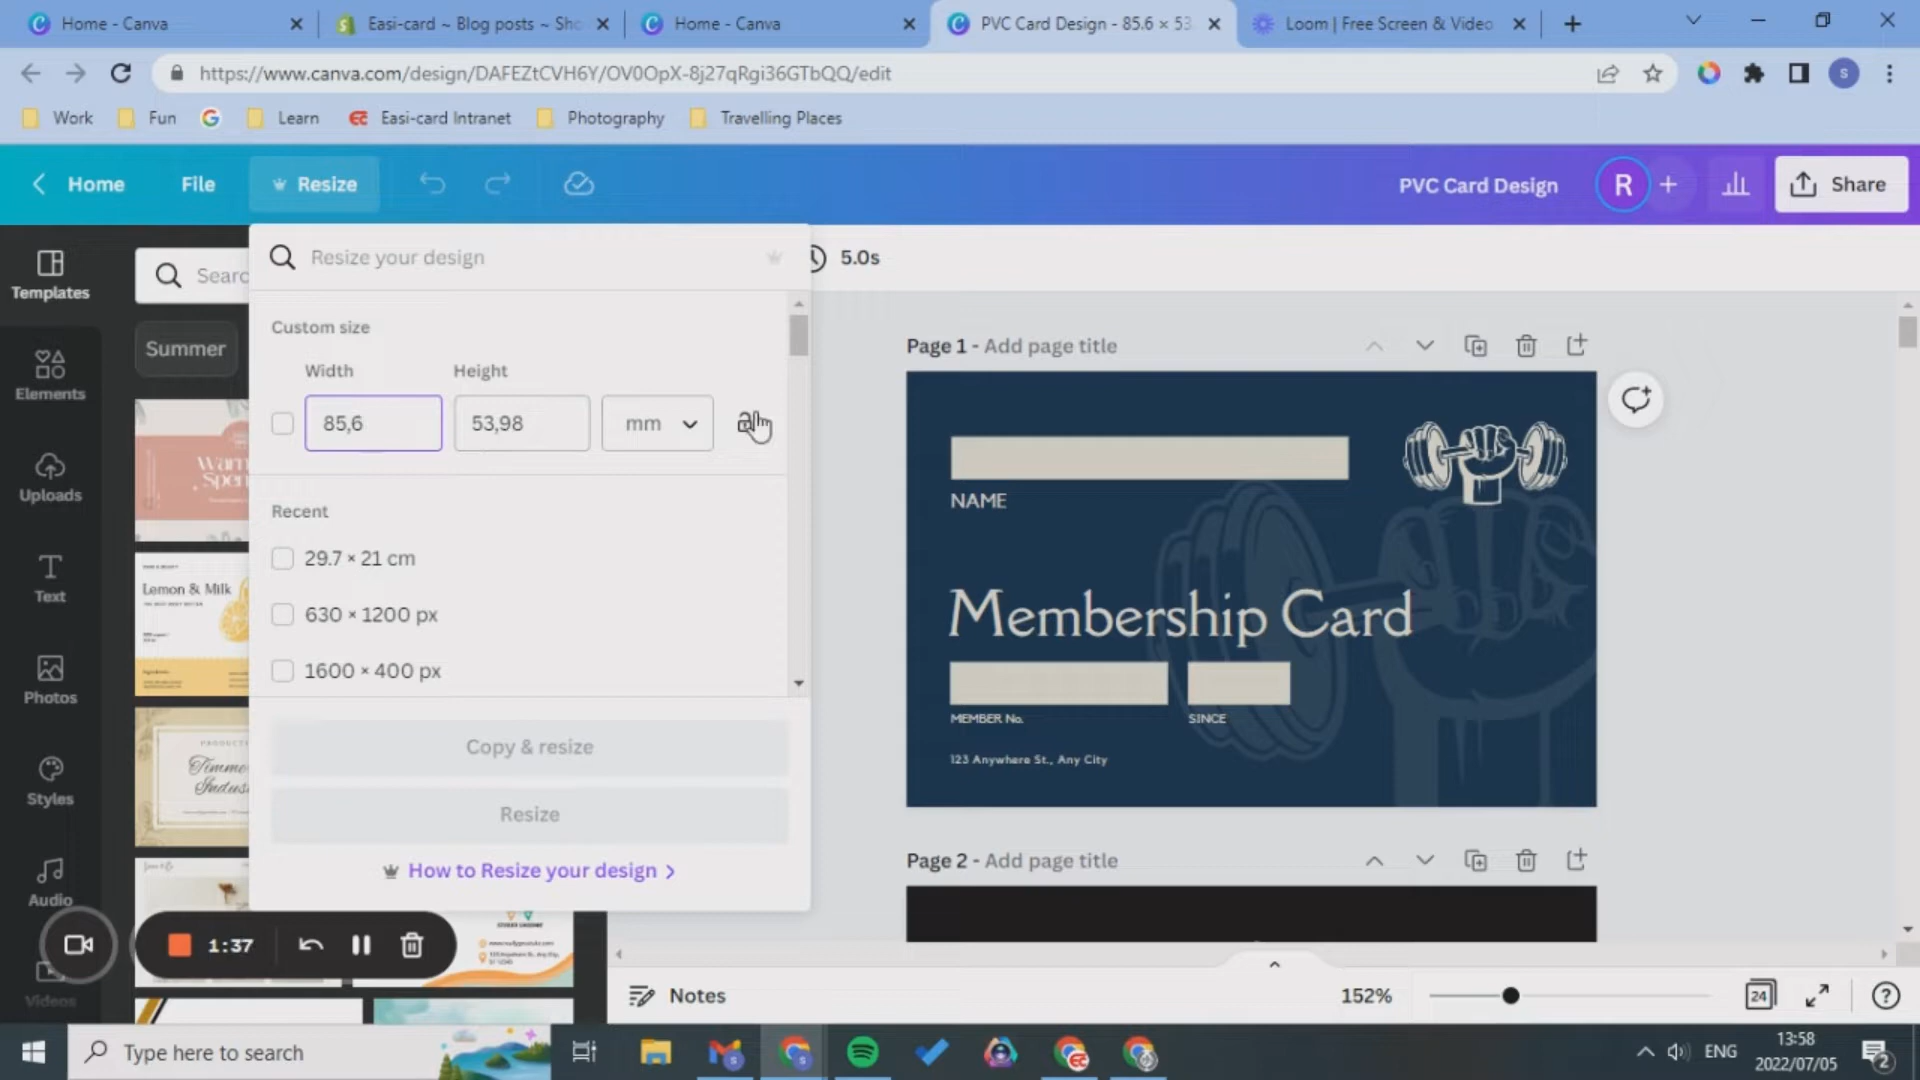 Home - Canva
Easi-card ~ Blog posts ~ Sho
Home - Canva
PVC Card Design - 85.6 × 53
Loom | Free Screen & Video
https://www.canva.com/design/DAFEZtCVH6Y/OV0OpX-8j27qRgi36GTbQQ/edit
S
Work
Fun
Learn
Easi-card Intranet
Photography
Travelling Places
Home
File
Resize
PVC Card Design
R
Share
Templates
Searc
Resize your design
5.0s
Summer
Custom size
Width
Height
85,6
53,98
mm
Recent
29.7 × 21 cm
630 × 1200 px
1600 × 400 px
Copy & resize
Resize
How to Resize your design
Elements
Uploads
Text
Photos
Styles
Audio
Videos
Lemon & Milk
Page 1 - Add page title
NAME
Membership Card
MEMBER No.
SINCE
123 Anywhere St., Any City
Page 2 - Add page title
1:37
Notes
152%
24
Type here to search
ENG
13:58
2022/07/05
2